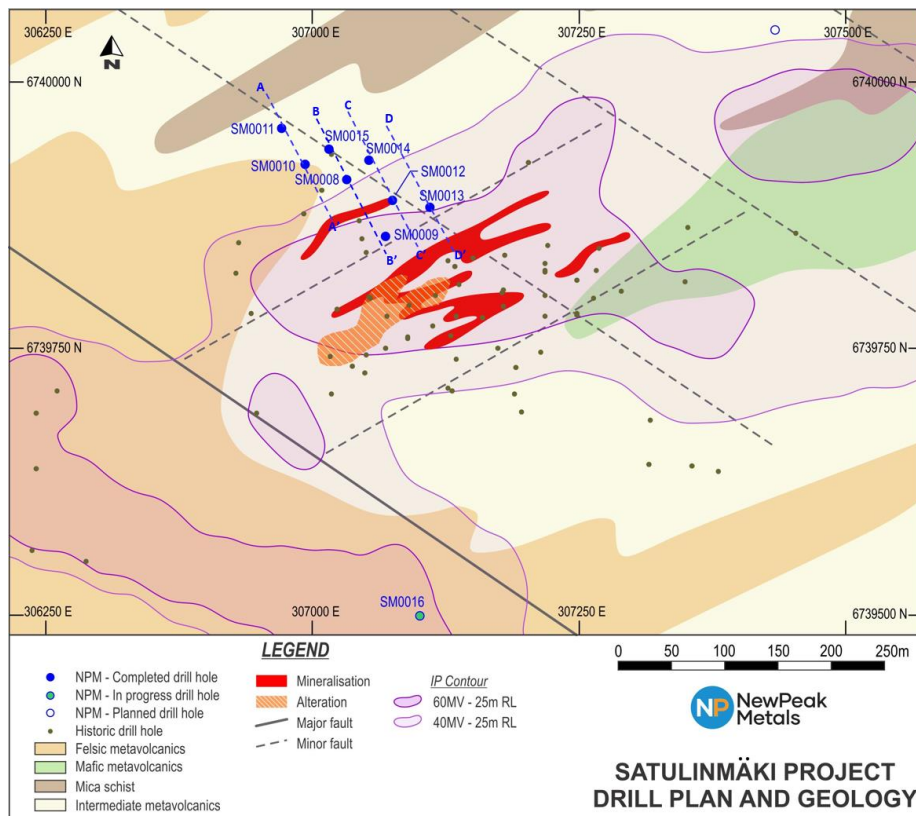 306250 E
307000 E
307250 E
307500 E
N
6740000 N
6740000 N
A
B
C
D
SM0011
SM0015
SM0014
SM0010
SM0012
SM0008
SM0013
A'
SM0009
B'
C'
D'
6739750 N
6739750 N
SM0016
306250 E
307000 E
307250 E
6739500 N
LEGEND
NPM - Completed drill hole
NPM - In progress drill hole
NPM - Planned drill hole
Historic drill hole
Felsic metavolcanics
Mafic metavolcanics
Mica schist
Intermediate metavolcanics
Mineralisation
Alteration
Major fault
Minor fault
IP Contour
60MV - 25m RL
40MV - 25m RL
0 50 100 150 200 250m
NP NewPeak
Metals
SATULINMÄKI PROJECT
DRILL PLAN AND GEOLOGY